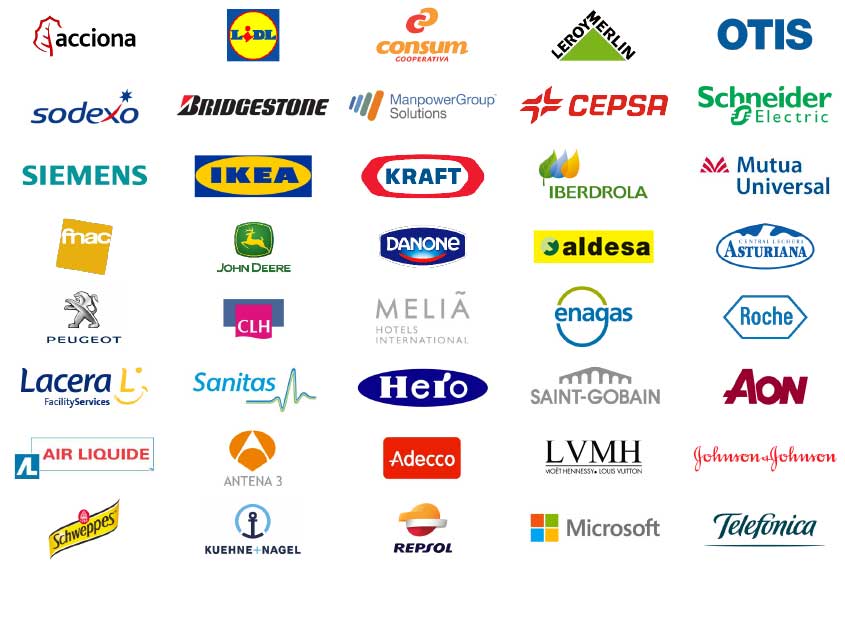 acciona
LiDL
consum
COOPERATIVA
LEROY MERLIN
OTIS
sodexo
BRIDGESTONE
ManpowerGroup™
Solutions
CEPSA
Schneider
Electric
SIEMENS
IKEA
KRAFT
IBERDROLA
Mutua
Universal
fnac
JOHN DEERE
DANONE
aldesa
CENTRAL LECHERA
ASTURIANA
PEUGEOT
CLH
MELIÃ
HOTELS
INTERNATIONAL
enagas
Roche
Lacera L
FacilityServices
Sanitas
Hero
SAINT-GOBAIN
AON
AL AIR LIQUIDE
ANTENA 3
Adecco
LVMH
MOËT HENNESSY • LOUIS VUITTON
Johnson & Johnson
SCHWEPPES
KUEHNE+NAGEL
REPSOL
Microsoft
Telefónica